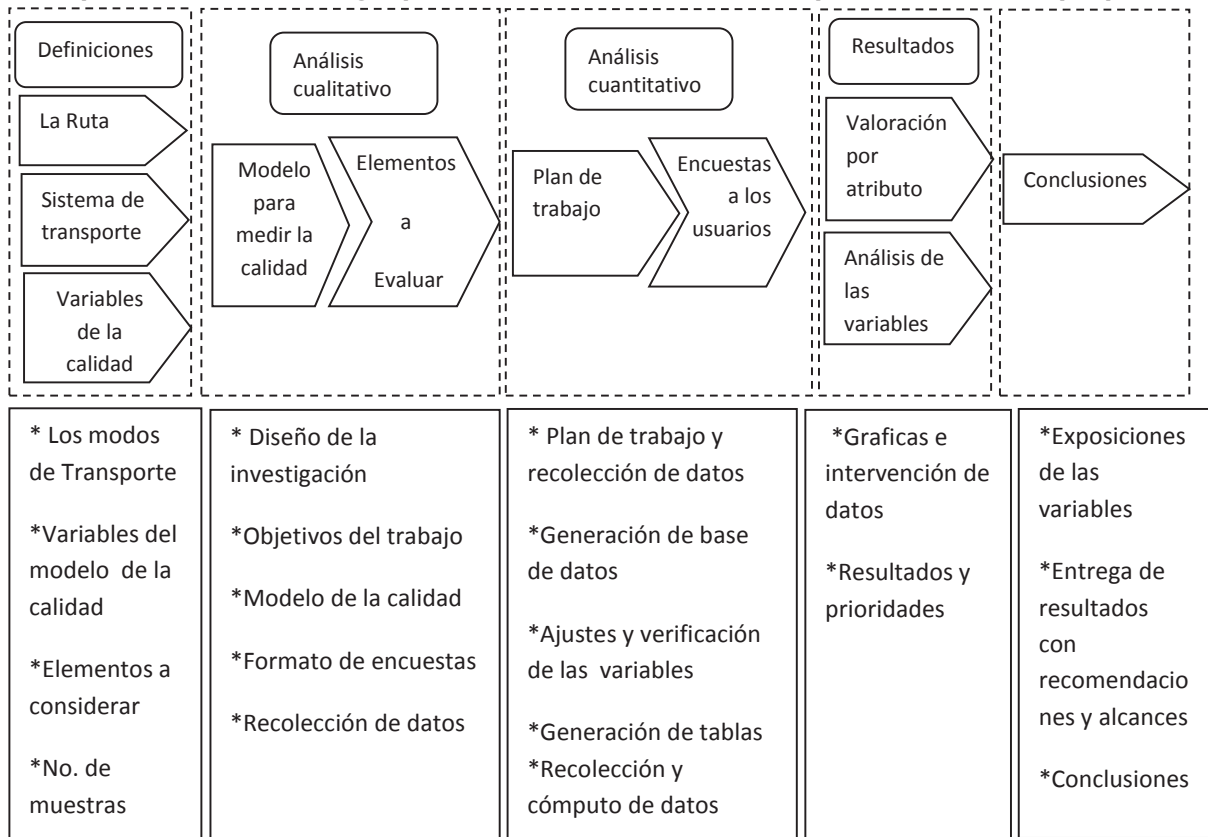 Definiciones
La Ruta
Sistema de
transporte
Variables
de la
calidad
Análisis
cualitativo
Modelo
para
medir la
calidad
Elementos
a
Evaluar
Análisis
cuantitativo
Plan de
trabajo
Encuestas
a los
usuarios
Resultados
Valoración
por
atributo
Análisis de
las
variables
Conclusiones
* Los modos
de Transporte
*Variables del
modelo de la
calidad
*Elementos a
considerar
*No. de
muestras
* Diseño de la
investigación
*Objetivos del trabajo
*Modelo de la calidad
*Formato de encuestas
*Recolección de datos
* Plan de trabajo y
recolección de datos
*Generación de base
de datos
*Ajustes y verificación
de las variables
*Generación de tablas
*Recolección y
cómputo de datos
*Graficas e
intervención de
datos
*Resultados y
prioridades
*Exposiciones
de las
variables
*Entrega de
resultados
con
recomendacio
nes y alcances
*Conclusiones